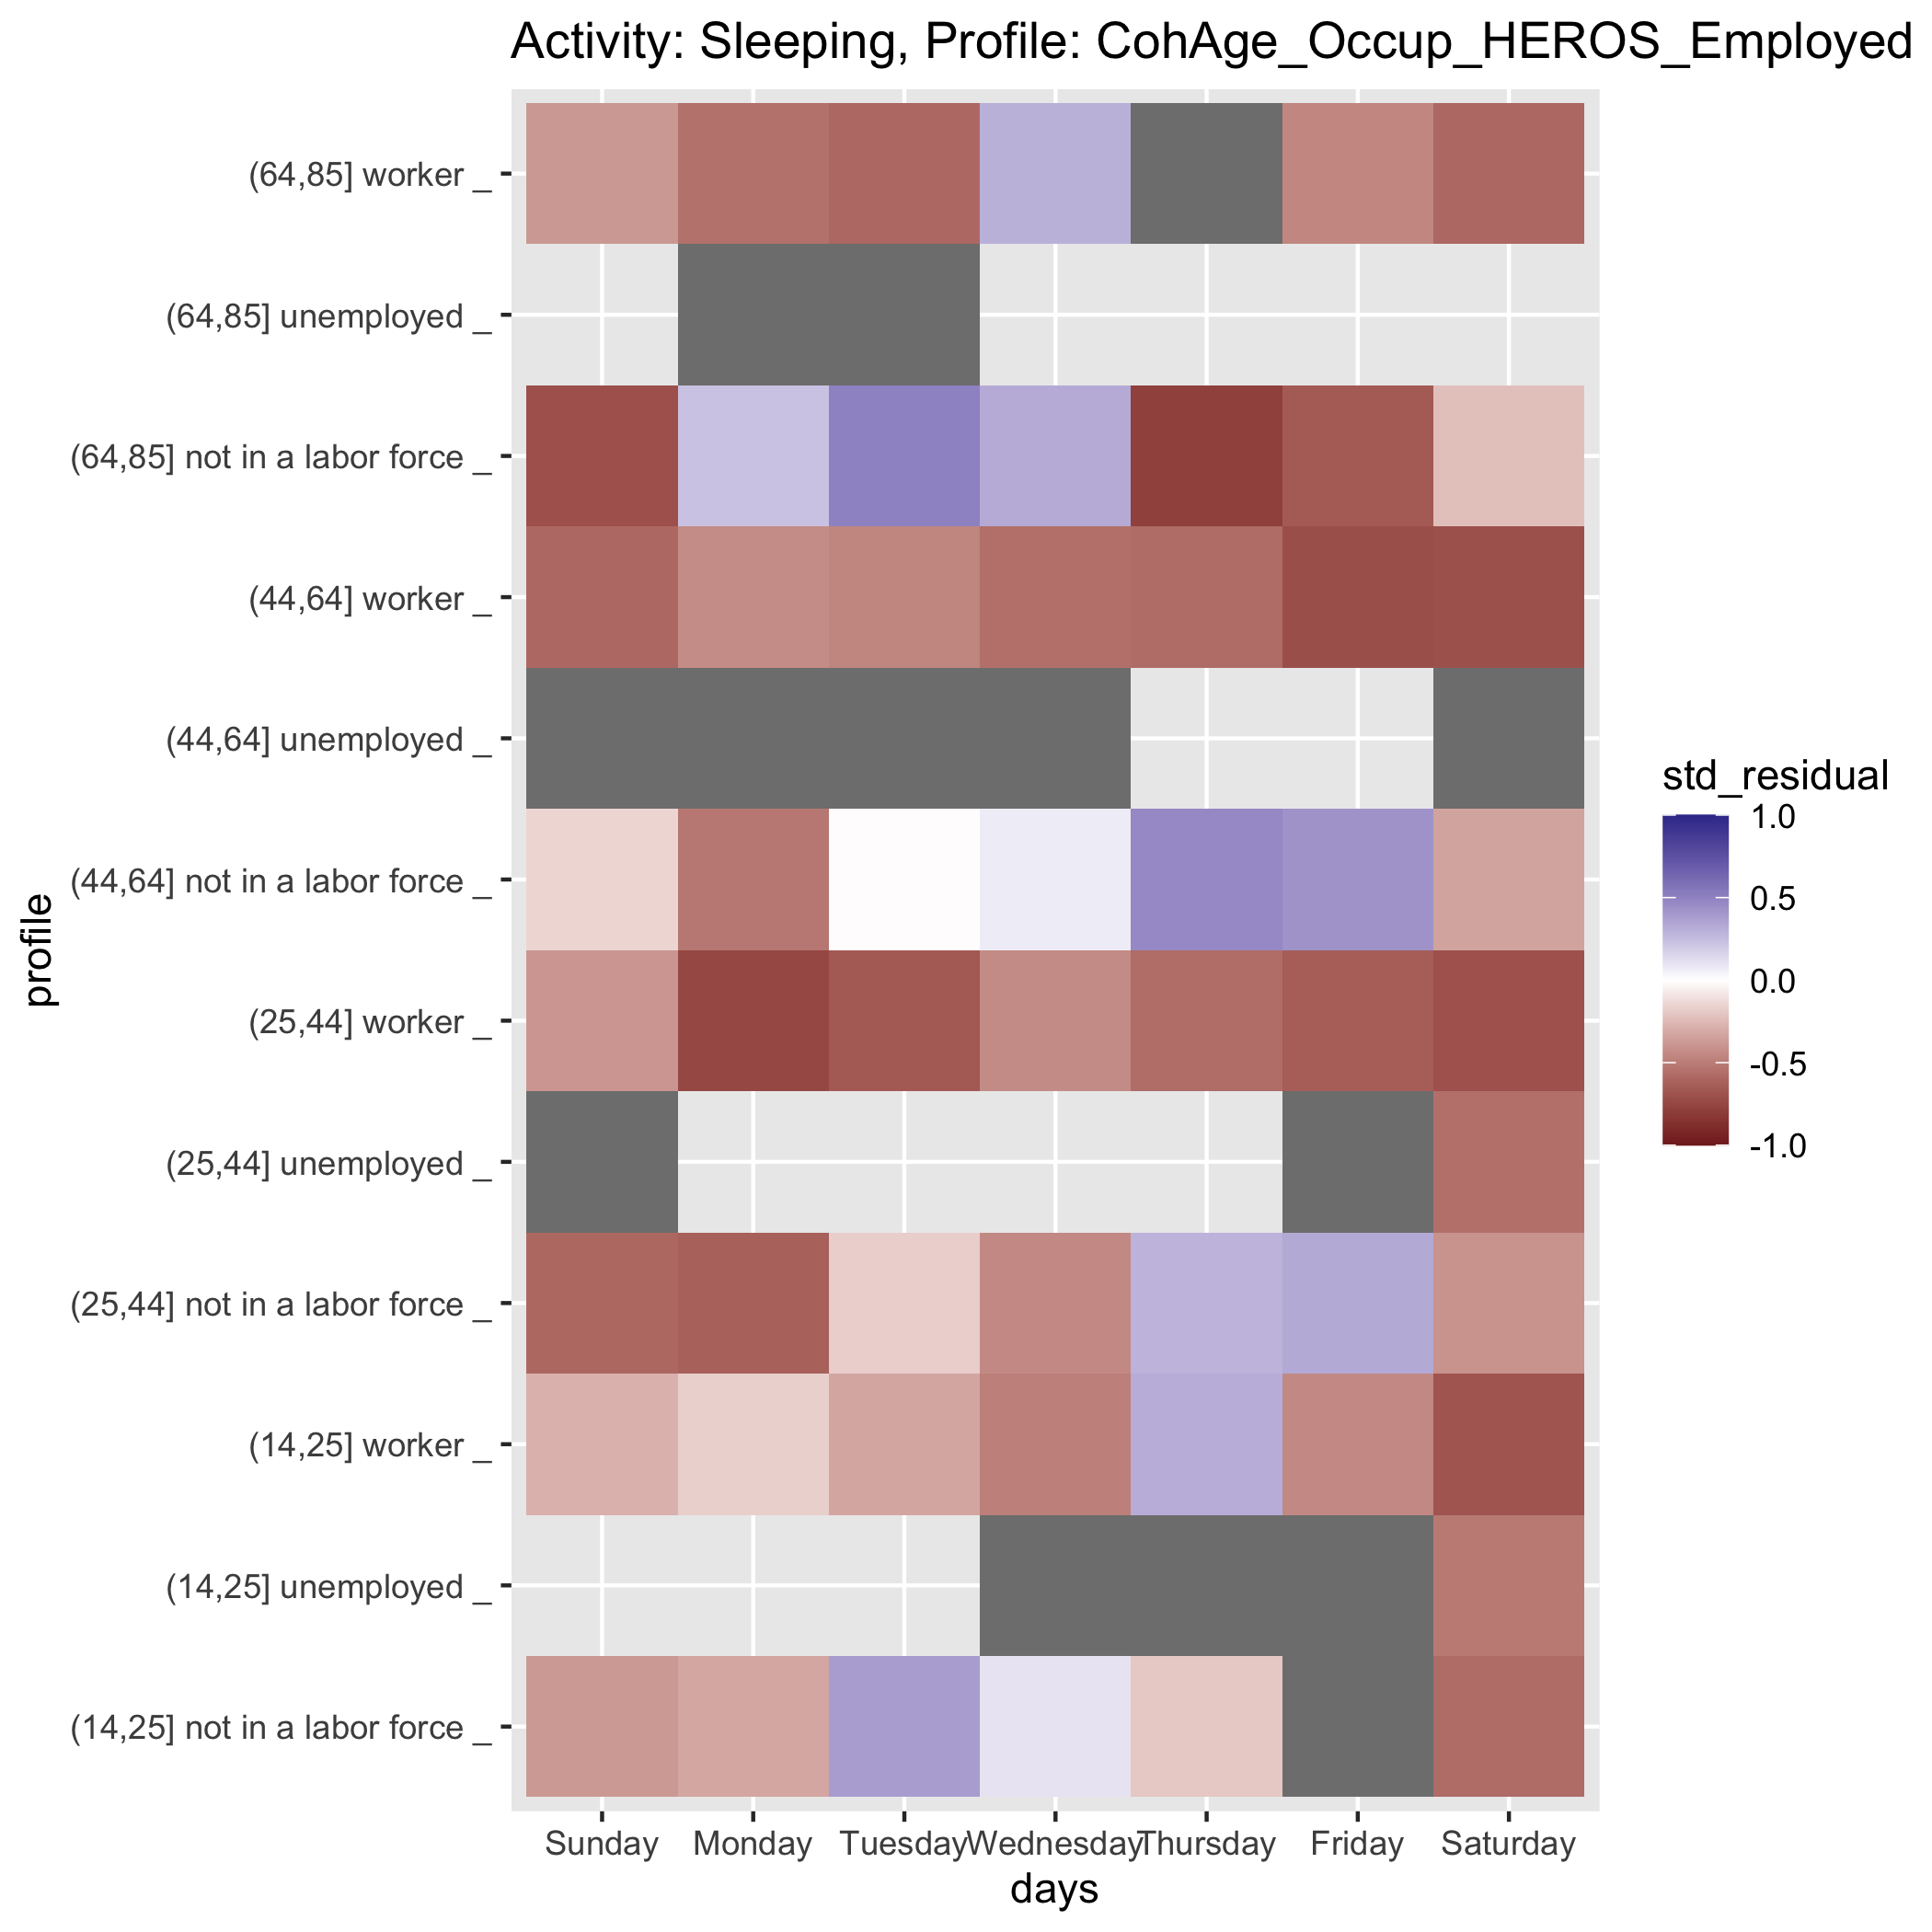 Activity: Sleeping, Profile: CohAge_Occup_HEROS_Employed
profile
(64,85] worker _
(64,85] unemployed _
(64,85] not in a labor force _
(44,64] worker _
(44,64] unemployed _
(44,64] not in a labor force _
(25,44] worker _
(25,44] unemployed _
(25,44] not in a labor force _
(14,25] worker _
(14,25] unemployed _
(14,25] not in a labor force _
Sunday Monday Tuesday Wednesday Thursday Friday Saturday
days
std_residual
1.0
0.5
0.0
-0.5
-1.0